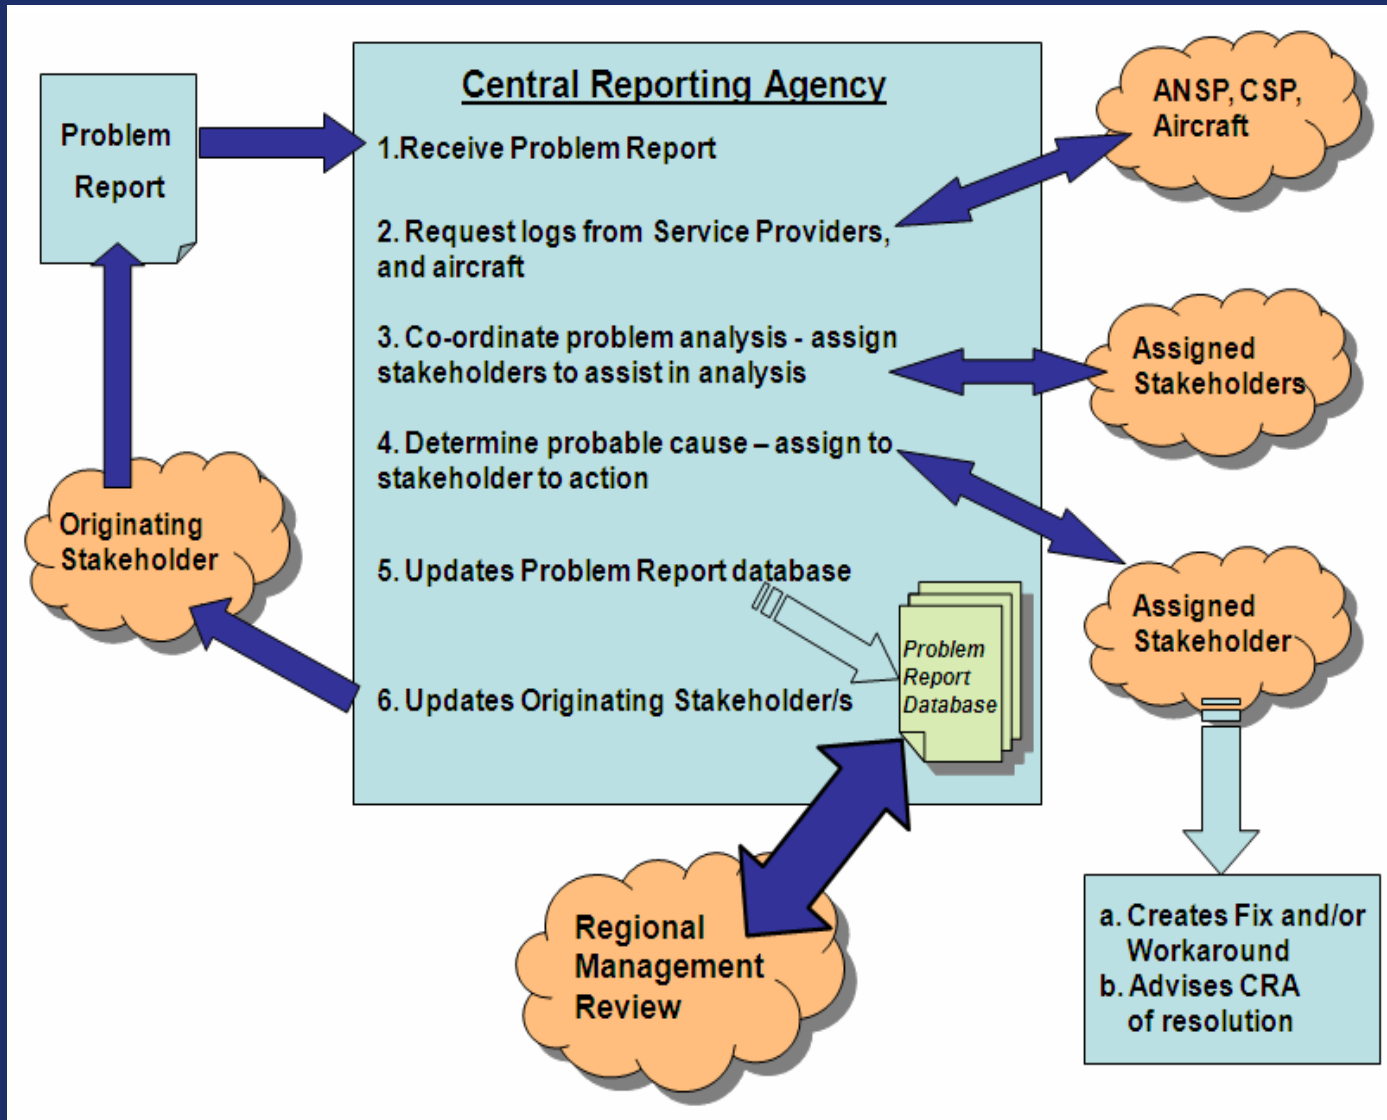 Problem
Report
Central Reporting Agency
1.Receive Problem Report
2. Request logs from Service Providers,
and aircraft
3. Co-ordinate problem analysis - assign
stakeholders to assist in analysis
4. Determine probable cause – assign to
stakeholder to action
5. Updates Problem Report database
6. Updates Originating Stakeholder/s
Problem
Report
Database
ANSP, CSP,
Aircraft
Assigned
Stakeholders
Assigned
Stakeholder
Originating
Stakeholder
Regional
Management
Review
a. Creates Fix and/or
Workaround
b. Advises CRA
of resolution